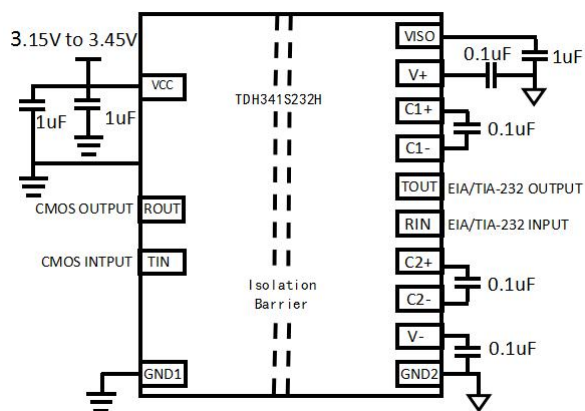 3.15V to 3.45V
VCC
1uF
1uF
TDH341S232H
VISO
0.1uF
1uF
V+
C1+
0.1uF
C1-
CMOS OUTPUT
ROUT
TOUT
EIA/TIA-232 OUTPUT
RIN
EIA/TIA-232 INPUT
CMOS INTPUT
TIN
C2+
0.1uF
C2-
Isolation
Barrier
V-
0.1uF
GND1
GND2